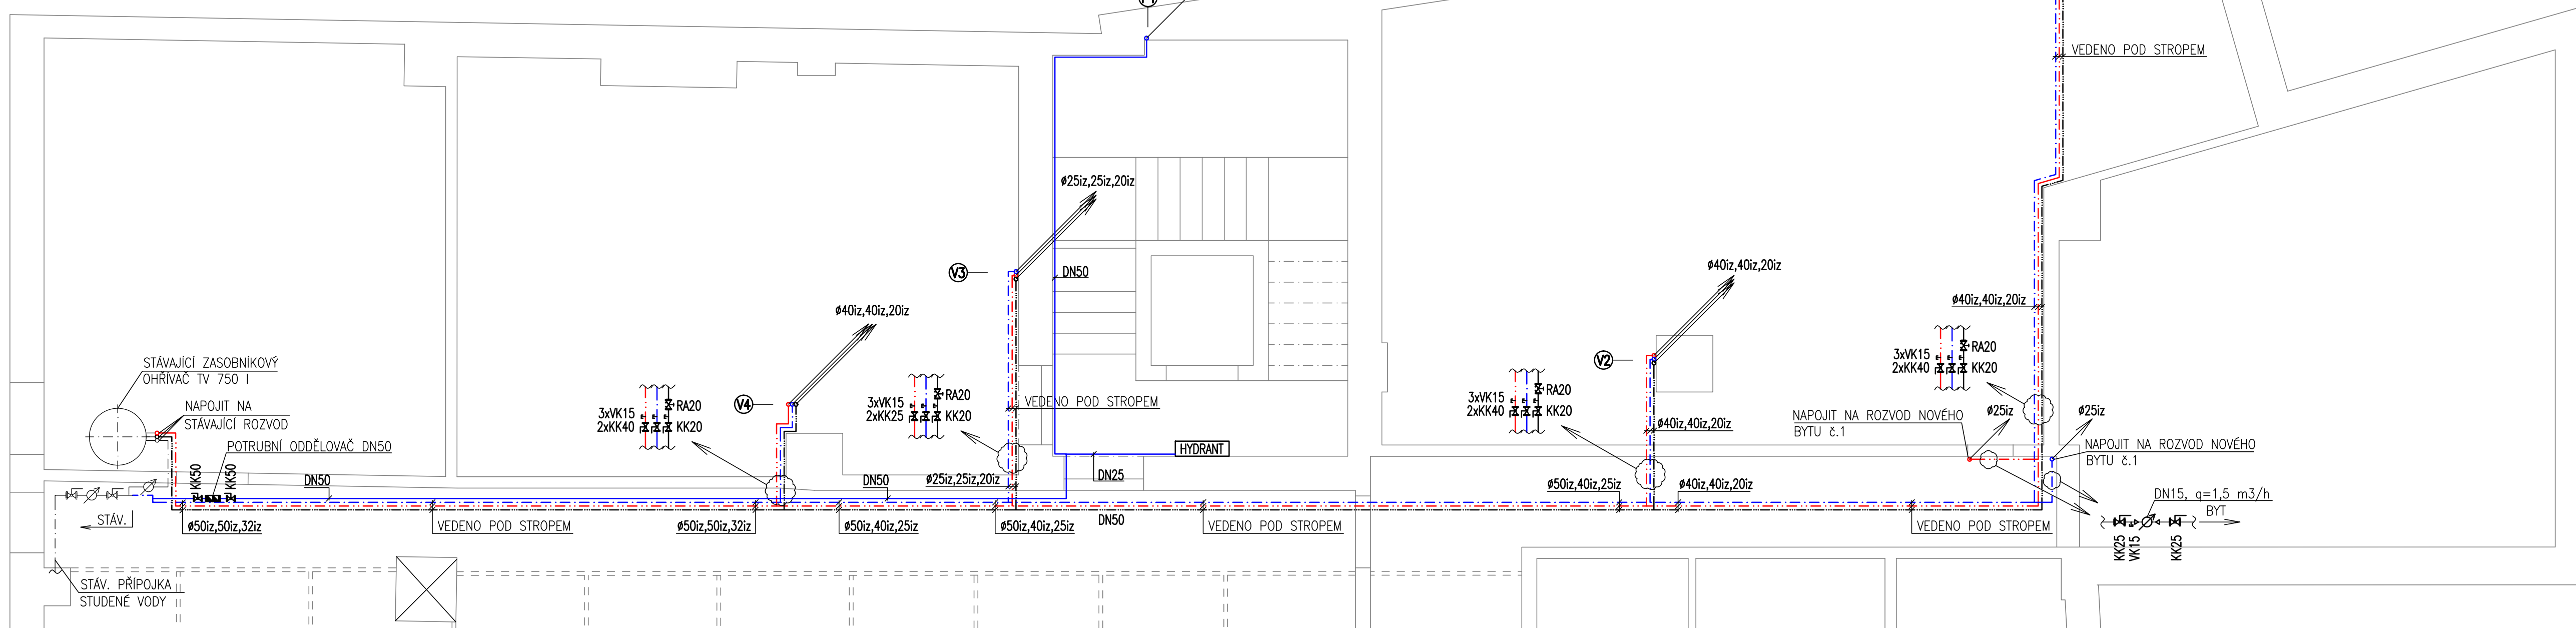 VEDENO POD STROPEM
ø25iz,25iz,20iz
V3
DN50
ø40iz,40iz,20iz
ø40iz,40iz,20iz
ø40iz,40iz,20iz
STÁVAJÍCÍ ZASOBNÍKOVÝ
OHŘÍVAČ TV 750 l
NAPOJIT NA
STÁVAJÍCÍ ROZVOD
POTRUBNÍ ODDĚLOVAČ DN50
KK50
KK50
STÁV.
STÁV. PŘÍPOJKA
STUDENÉ VODY
DN50
ø50iz,50iz,32iz
VEDENO POD STROPEM
3xVK15
2xKK40
RA20
KK20
V4
ø50iz,50iz,32iz
ø50iz,40iz,25iz
DN50
3xVK15
2xKK25
RA20
KK20
ø25iz,25iz,20iz
ø50iz,40iz,25iz
VEDENO POD STROPEM
HYDRANT
DN25
DN50
VEDENO POD STROPEM
3xVK15
2xKK40
RA20
KK20
V2
ø40iz,40iz,20iz
ø50iz,40iz,25iz
ø40iz,40iz,20iz
3xVK15
2xKK40
RA20
KK20
NAPOJIT NA ROZVOD NOVÉHO
BYTU č.1
ø25iz
ø25iz
NAPOJIT NA ROZVOD NOVÉHO
BYTU č.1
VEDENO POD STROPEM
DN15, q=1,5 m3/h
BYT
KK25
VK15
KK25